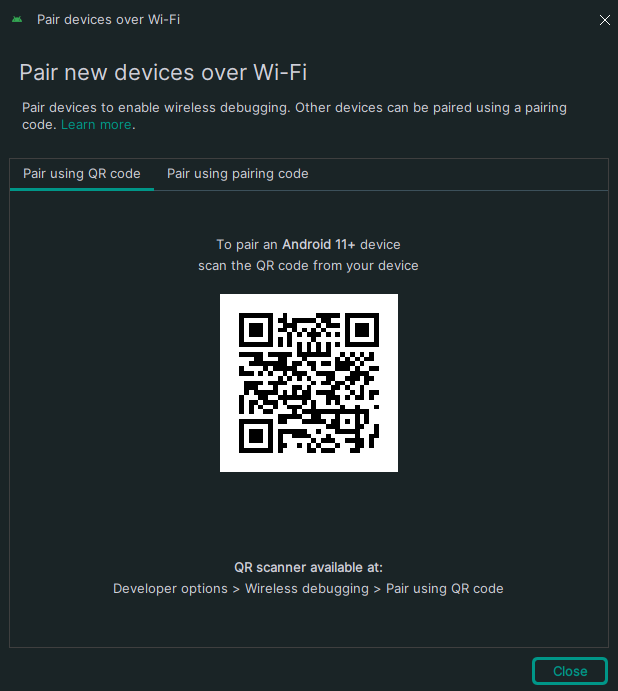 Pair devices over Wi-Fi
Pair new devices over Wi-Fi
Pair devices to enable wireless debugging. Other devices can be paired using a pairing
code. Learn more.
Pair using QR code
Pair using pairing code
To pair an Android 11+ device
scan the QR code from your device
QR scanner available at:
Developer options > Wireless debugging > Pair using QR code
Close